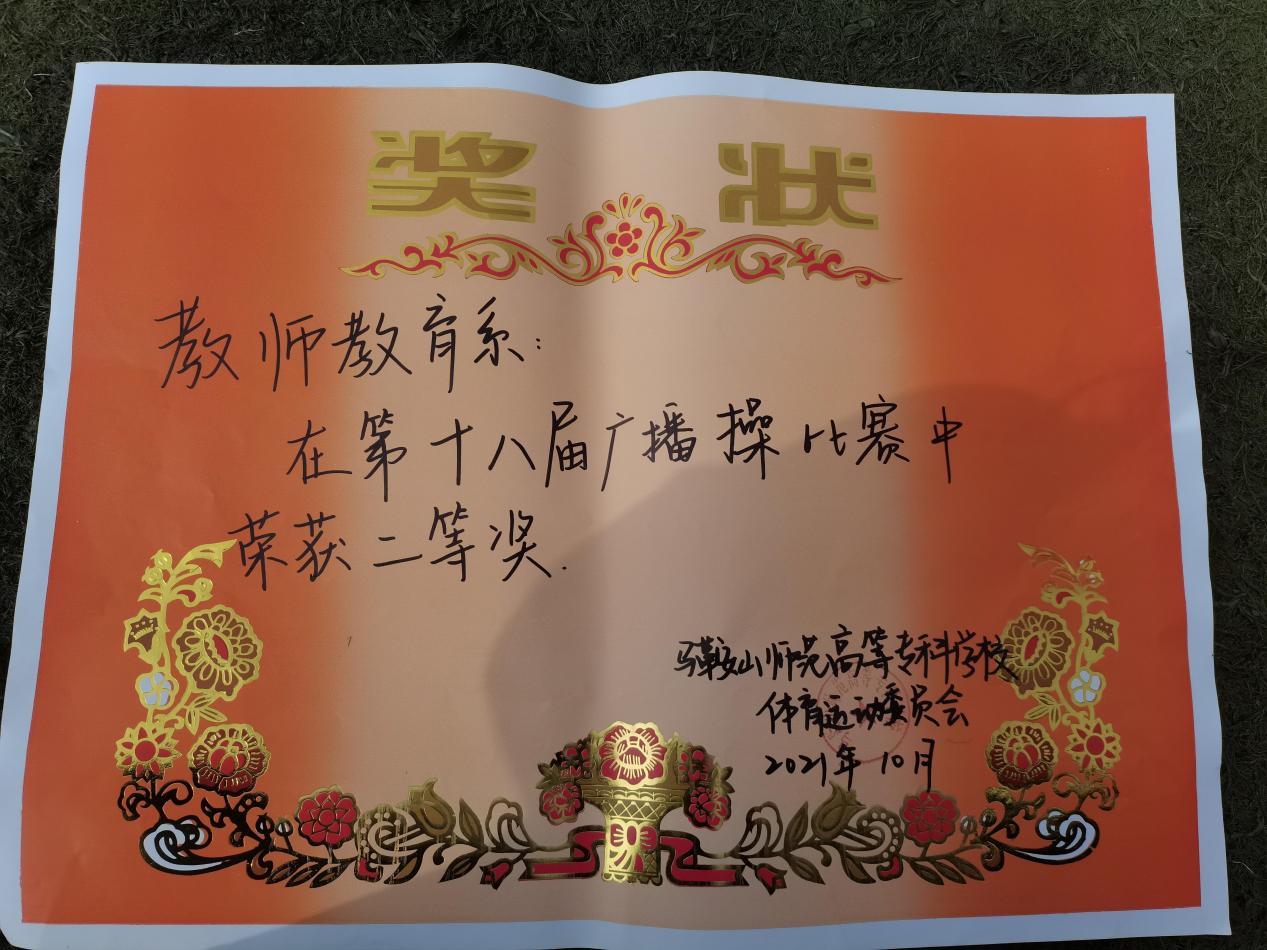 奖状
教师教育系:
在第十八届广播操比赛中
荣获二等奖.
马鞍山师范高等专科学校
体育运动委员会
2021年10月